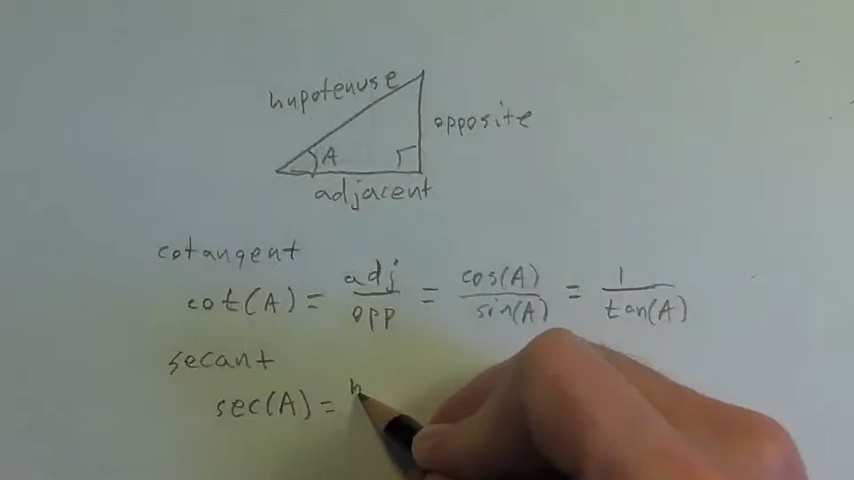 hypotenuse
opposite
A
adjacent
cotangent
cot(A) = adj/opp = cos(A)/sin(A) = 1/tan(A)
secant
sec(A) = h